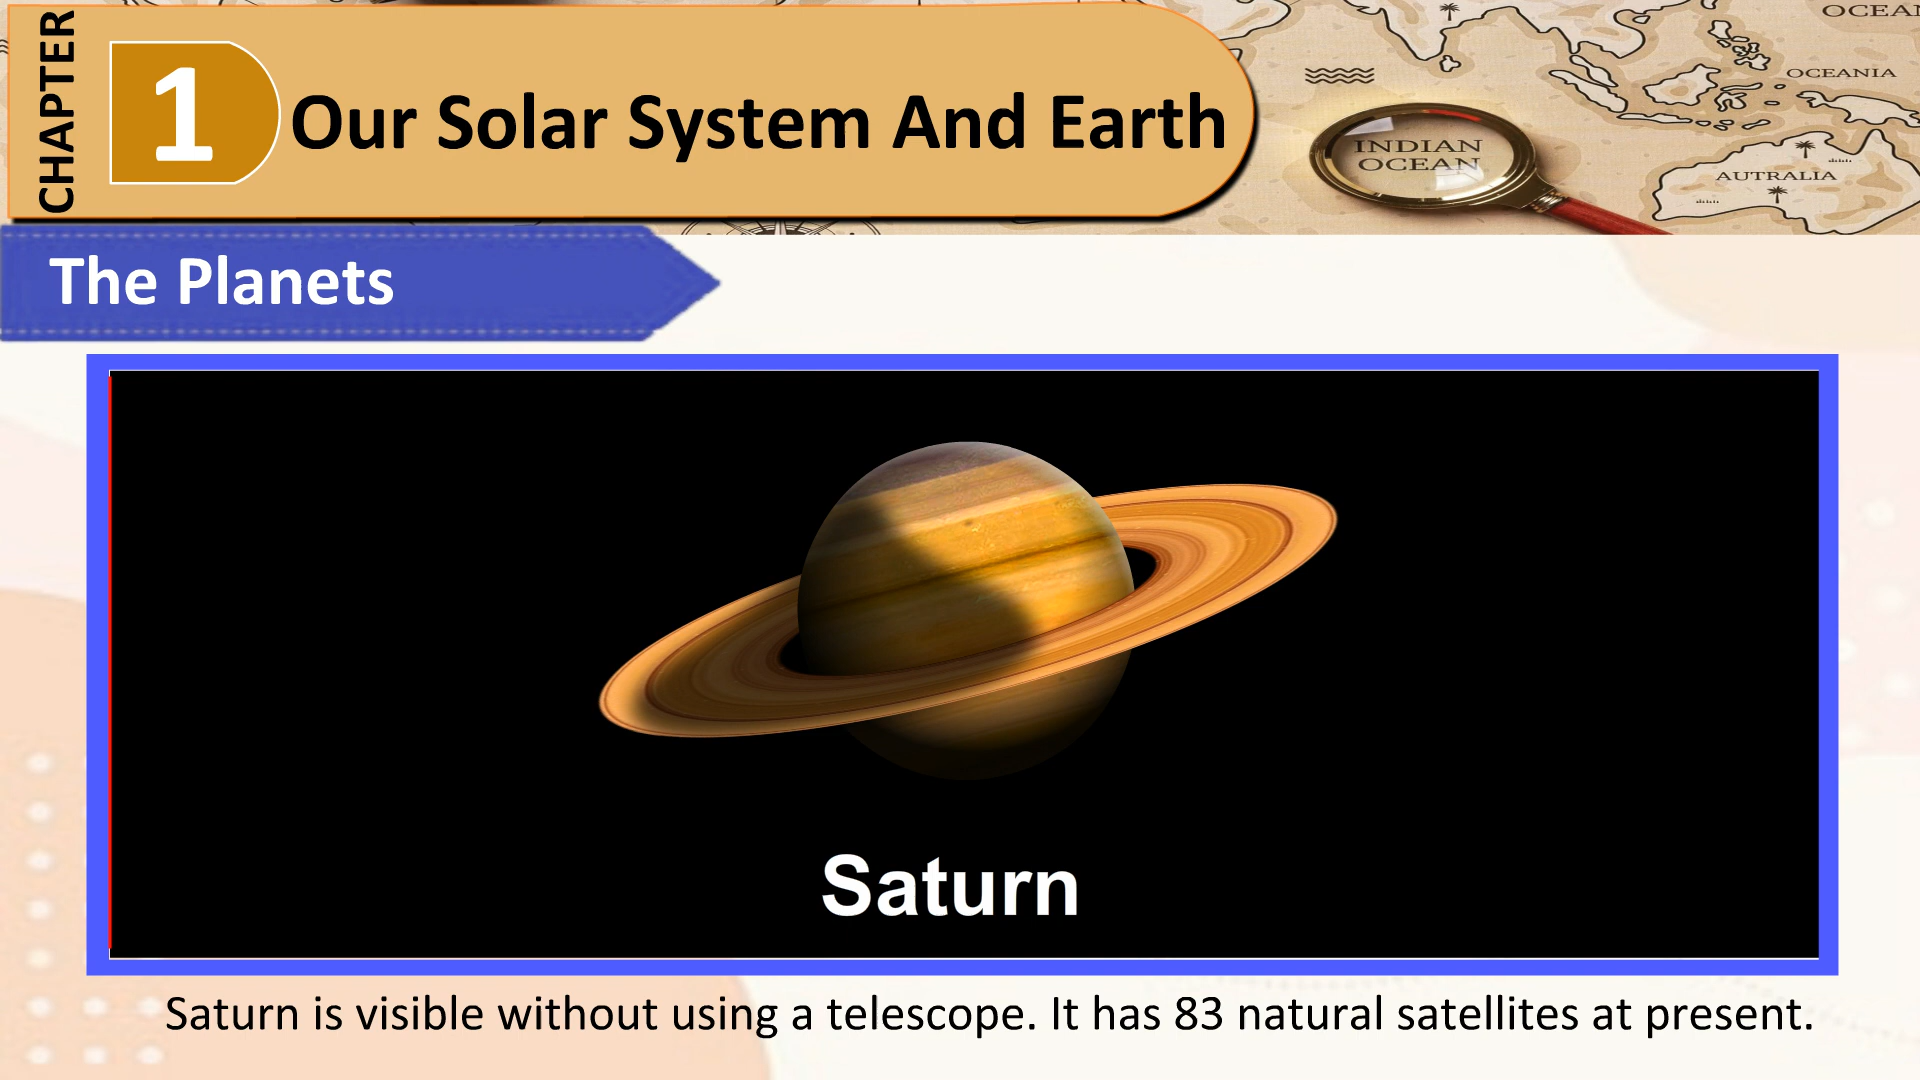 CHAPTER
1
Our Solar System And Earth
OCEAN
OCEANIA
INDIAN
OCEAN
AUTRALIA
The Planets
Saturn
Saturn is visible without using a telescope. It has 83 natural satellites at present.